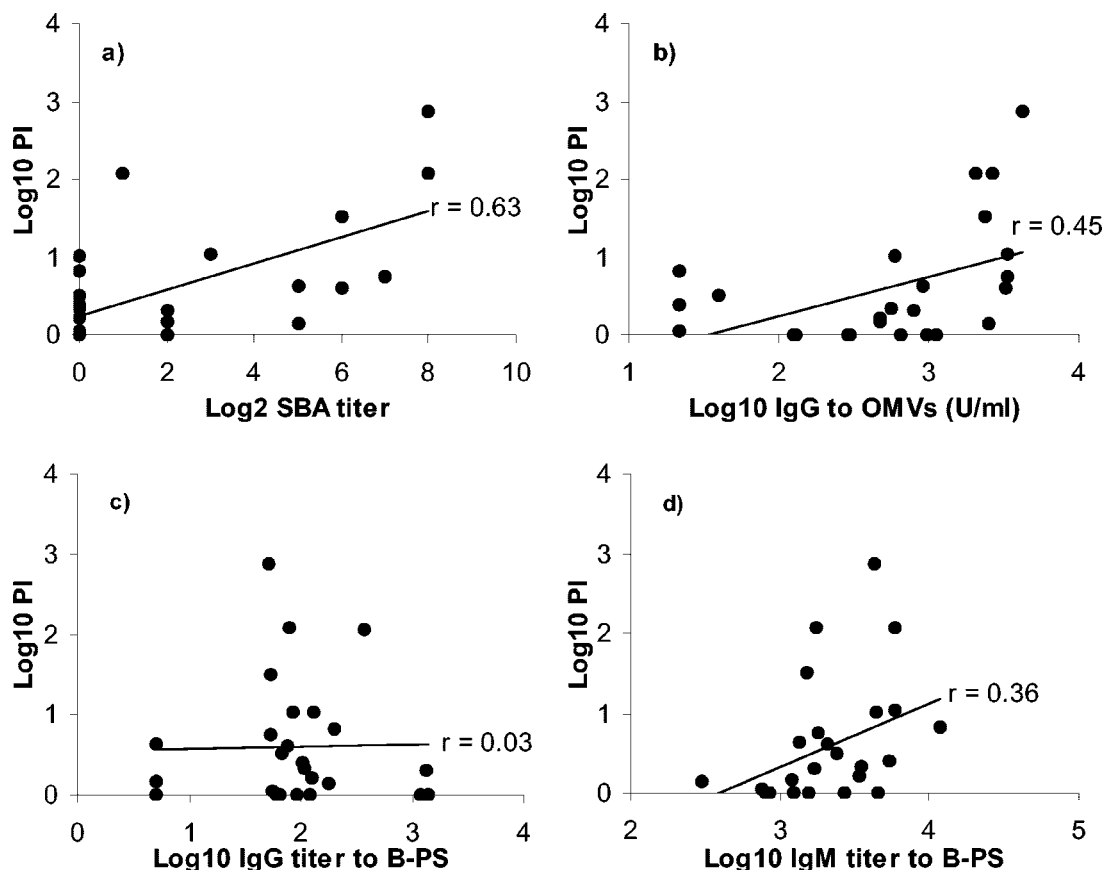 a)
4
3
2
1
0
Log10 PI
r = 0.63
0 2 4 6 8 10
Log2 SBA titer
b)
4
3
2
1
0
Log10 PI
r = 0.45
1 2 3 4
Log10 IgG to OMVs (U/ml)
c)
4
3
2
1
0
Log10 PI
r = 0.03
0 1 2 3 4
Log10 IgG titer to B-PS
d)
4
3
2
1
0
Log10 PI
r = 0.36
2 3 4 5
Log10 IgM titer to B-PS